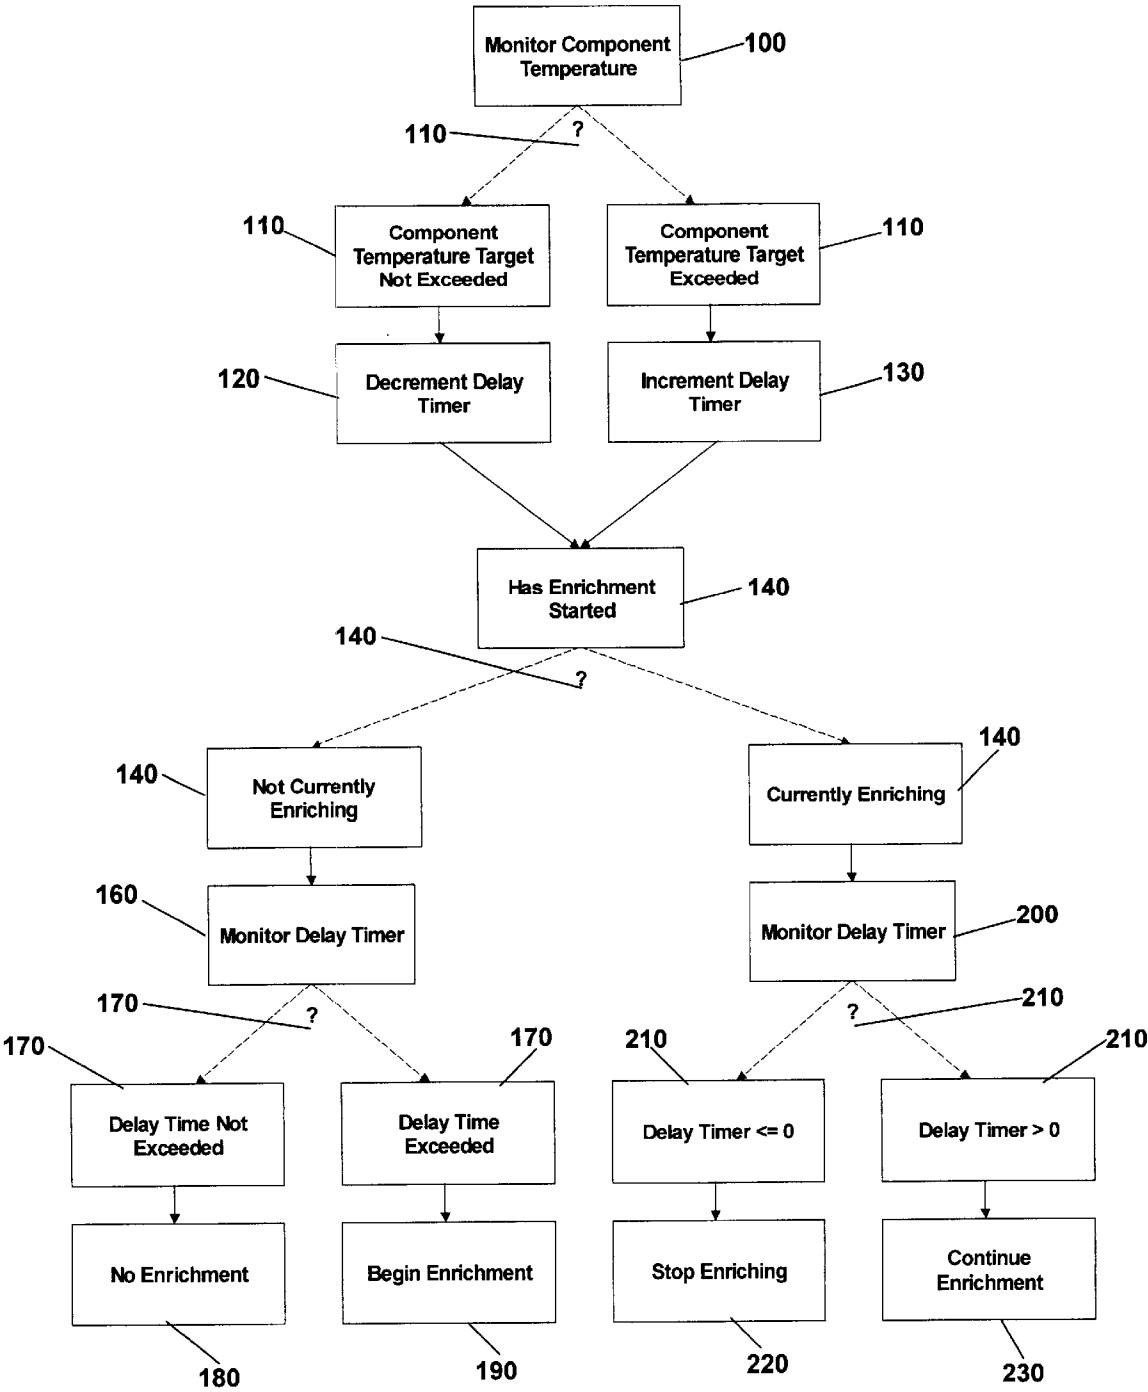 Monitor Component
Temperature
100
110
?
110
Component
Temperature Target
Not Exceeded
Component
Temperature Target
Exceeded
110
120
Decrement Delay
Timer
Increment Delay
Timer
130
Has Enrichment
Started
140
140
?
140
Not Currently
Enriching
Currently Enriching
140
160
Monitor Delay Timer
Monitor Delay Timer
200
170
?
?
210
170
170
210
210
Delay Time Not
Exceeded
Delay Time
Exceeded
Delay Timer <= 0
Delay Timer > 0
No Enrichment
Begin Enrichment
Stop Enriching
Continue
Enrichment
180
190
220
230